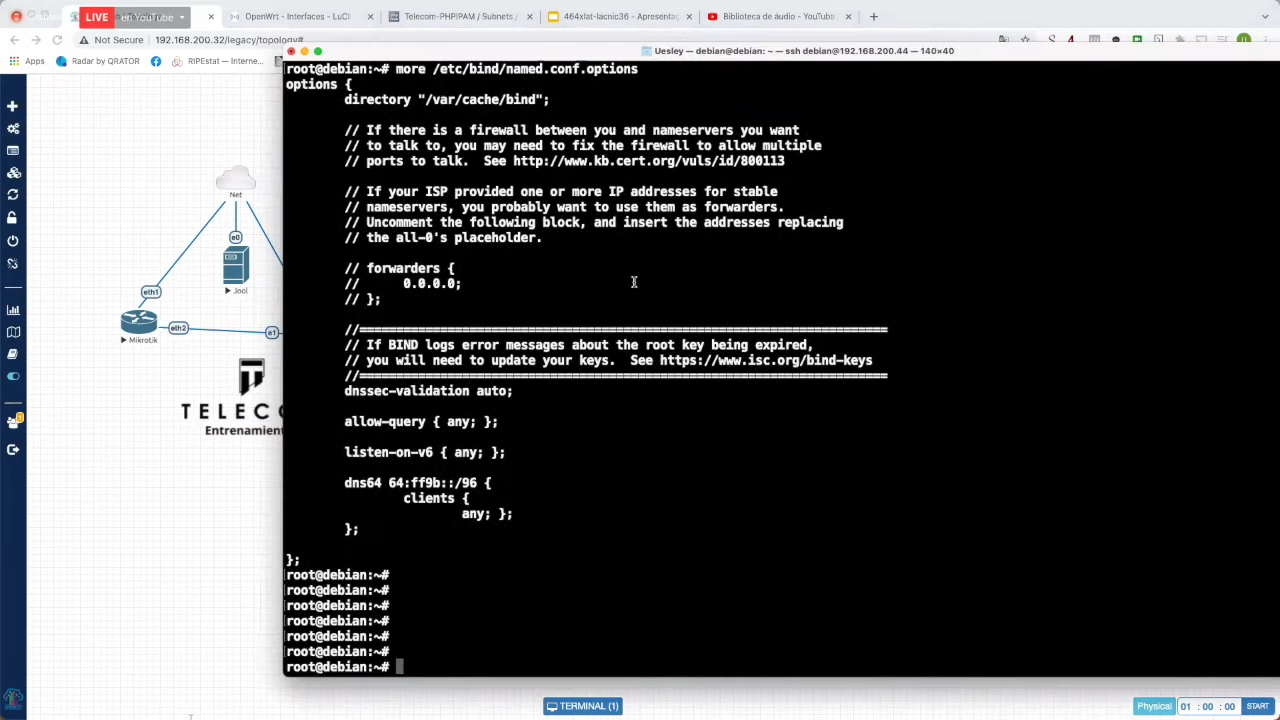 LIVE
en YouTube
OpenWrt - Interfaces - LuCI
Telecom-PHPIPAM / Subnet
464xlat-lacnic36 - Apresentaç
Biblioteca de áudio - YouTube
Not Secure
192.168.200.32/legacy/topology#
Apps
Radar by QRATOR
RIPEstat — Interne...
Uesley — debian@debian: ~ — ssh debian@192.168.200.44 — 140×40
root@debian:~# more /etc/bind/named.conf.options
options {
directory "/var/cache/bind";
// If there is a firewall between you and nameservers you want
// to talk to, you may need to fix the firewall to allow multiple
// ports to talk.  See http://www.kb.cert.org/vuls/id/800113
// If your ISP provided one or more IP addresses for stable
// nameservers, you probably want to use them as forwarders.
// Uncomment the following block, and insert the addresses replacing
// the all-0's placeholder.
// forwarders {
//      0.0.0.0;
// };
//========================================================================
// If BIND logs error messages about the root key being expired,
// you will need to update your keys.  See https://www.isc.org/bind-keys
//========================================================================
dnssec-validation auto;
allow-query { any; };
listen-on-v6 { any; };
dns64 64:ff9b::/96 {
clients {
any; };
};
};
root@debian:~#
root@debian:~#
root@debian:~#
root@debian:~#
root@debian:~#
root@debian:~#
root@debian:~#
Net
e0
Jool
eth1
eth2
e1
Mikrotik
TELECO
Entrenamien
TERMINAL (1)
Physical
01 : 00 : 00
START